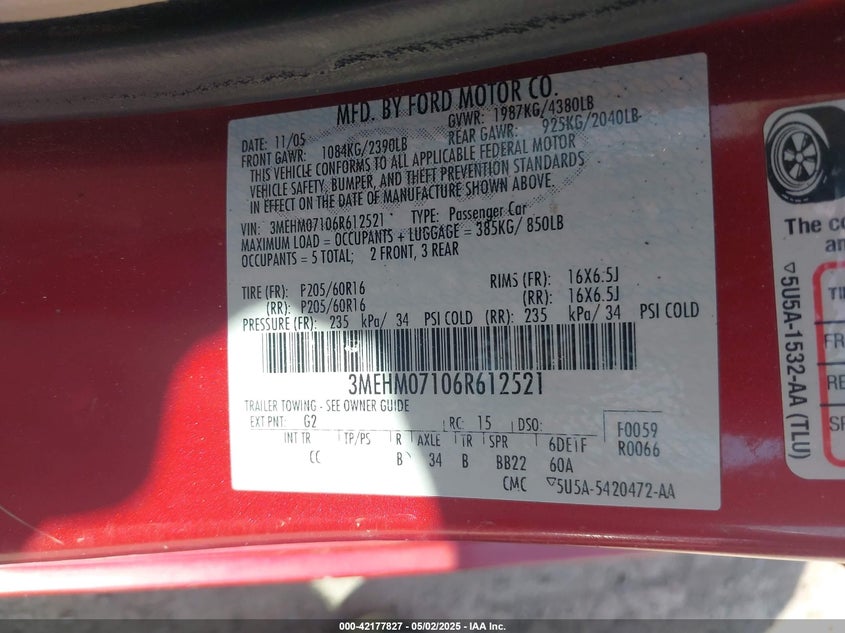 MFD. BY FORD MOTOR CO.
DATE: 11/05 GVWR: 1987KG/4380LB
FRONT GAWR: 1084KG/2390LB REAR GAWR: 925KG/2040LB
THIS VEHICLE CONFORMS TO ALL APPLICABLE FEDERAL MOTOR
VEHICLE SAFETY, BUMPER, AND THEFT PREVENTION STANDARDS
IN EFFECT ON THE DATE OF MANUFACTURE SHOWN ABOVE.
VIN: 3MEHM07106R612521 TYPE: Passenger Car
MAXIMUM LOAD = OCCUPANTS + LUGGAGE = 385KG/ 850LB
OCCUPANTS = 5 TOTAL; 2 FRONT, 3 REAR
TIRE (FR): P205/60R16 RIMS (FR): 16X6.5J
(RR): P205/60R16 (RR): 16X6.5J
PRESSURE (FR): 235 kPa/ 34 PSI COLD (RR): 235 kPa/ 34 PSI COLD
3MEHM07106R612521
TRAILER TOWING - SEE OWNER GUIDE
EXT PNT: G2 RC: 15 DSO: F0059
INT TR TP/PS R AXLE TR SPR 6DE1F R0066
CC B 34 B BB22 60A
CMC 5U5A-5420472-AA
The co
an
TI
FR
RE
SP
5U5A-1532-AA (TLU)
000-42177827 - 05/02/2025 - IAA Inc.